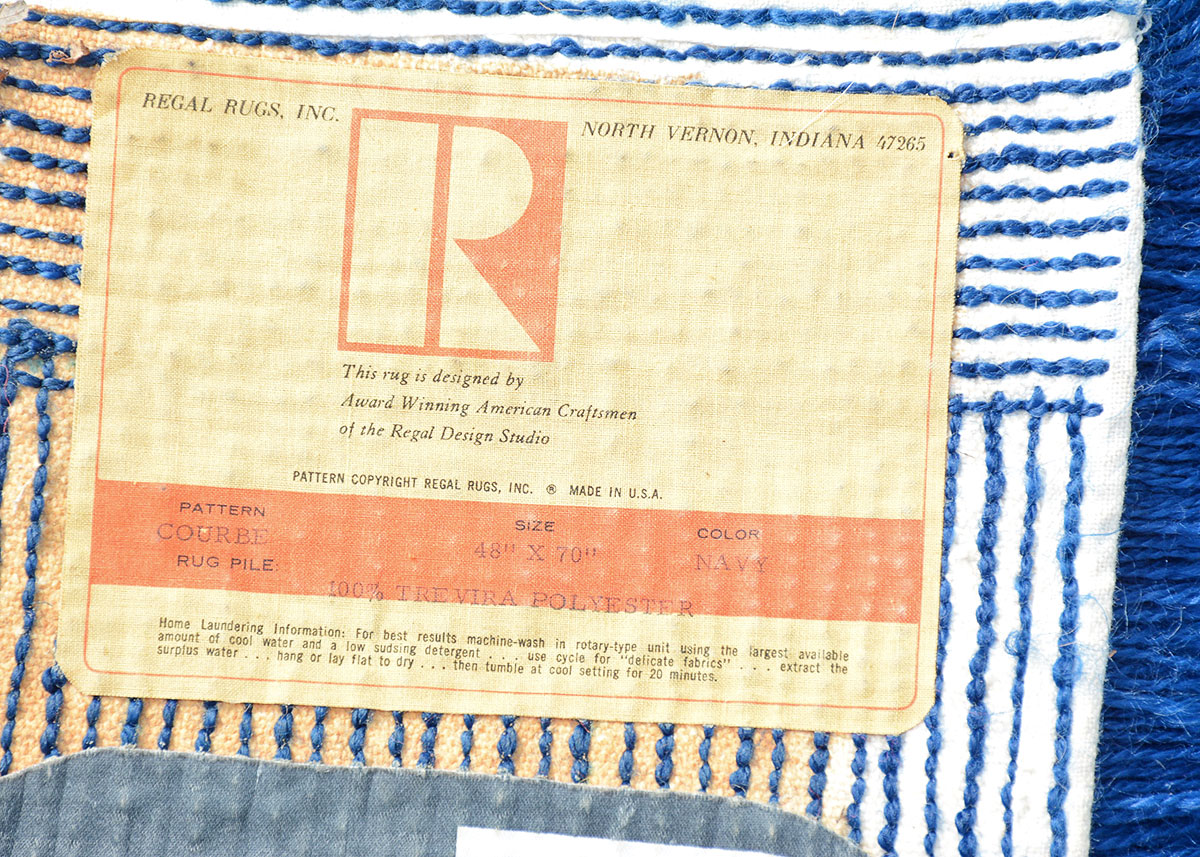 REGAL RUGS, INC.
NORTH VERNON, INDIANA 47265
R
This rug is designed by
Award Winning American Craftsmen
of the Regal Design Studio
PATTERN COPYRIGHT REGAL RUGS, INC. ® MADE IN U.S.A.
PATTERN SIZE COLOR
COURBE 48" X 70" NAVY
RUG PILE:
100% TREVIRA POLYESTER
Home Laundering Information: For best results machine-wash in rotary-type unit using the largest available
amount of cool water and a low sudsing detergent . . . use cycle for "delicate fabrics" . . . extract the
surplus water . . . hang or lay flat to dry . . . then tumble at cool setting for 20 minutes.